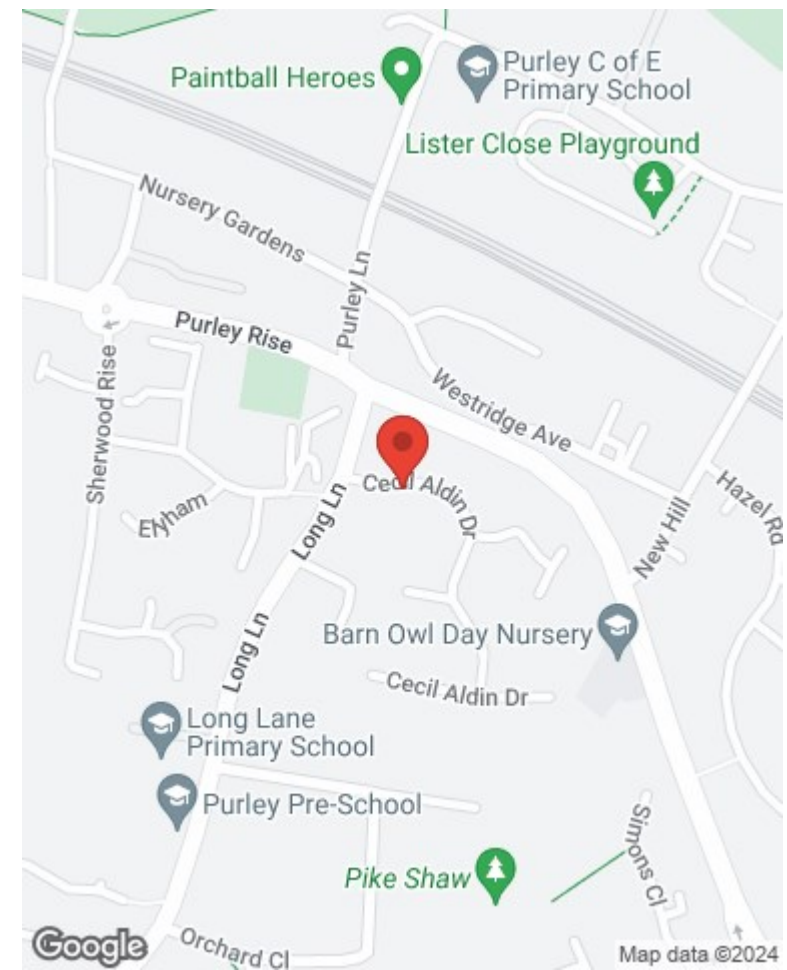 Paintball Heroes
Purley C of E
Primary School
Lister Close Playground
Nursery Gardens
Purley Ln
Purley Rise
Sherwood Rise
Westridge Ave
Cecil Aldin Dr
Hazel Rd
Elyham
Long Ln
New Hill
Barn Owl Day Nursery
Long Ln
Cecil Aldin Dr
Long Lane
Primary School
Purley Pre-School
Simons Cl
Pike Shaw
Orchard Cl
Google
Map data ©2024